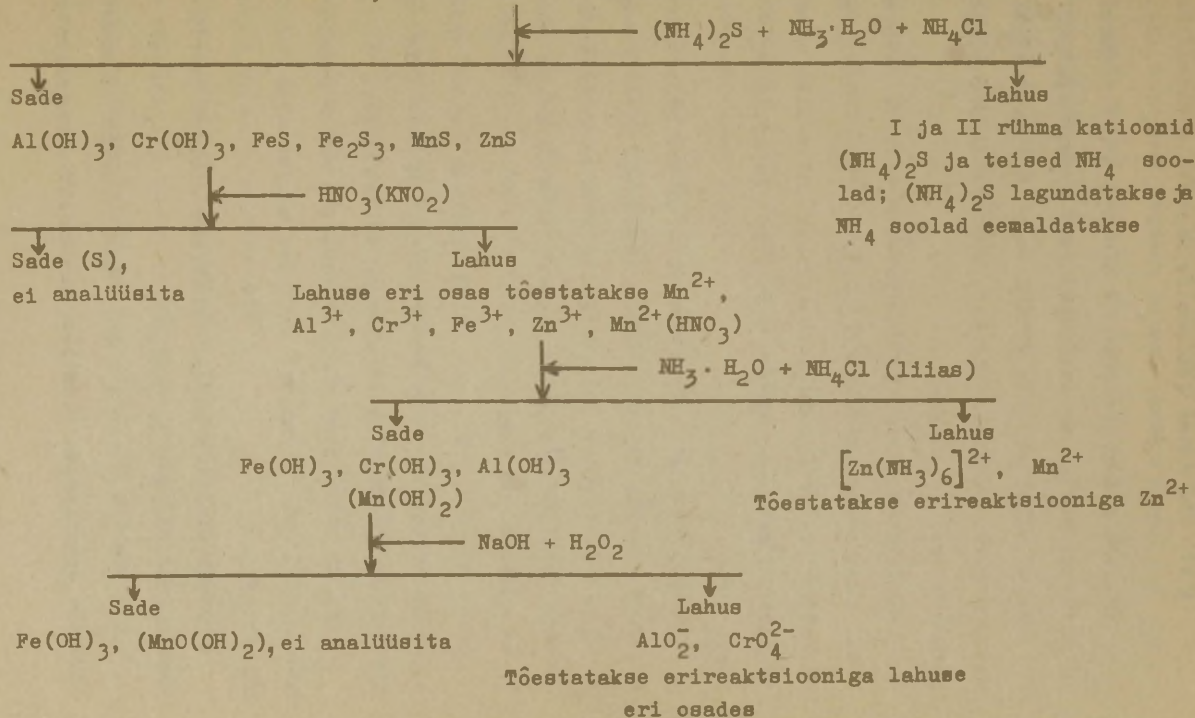 (NH₄)₂S + NH₃·H₂O + NH₄Cl
Sade
Lahus
Al(OH)₃, Cr(OH)₃, FeS, Fe₂S₃, MnS, ZnS
I ja II rühma katioonid
(NH₄)₂S ja teised NH₄ soo-
lad; (NH₄)₂S lagundatakse ja
NH₄ soolad eemaldatakse
HNO₃(KNO₂)
Sade (S),
ei analüüsita
Lahus
Lahuse eri osas tôestatakse Mn²⁺,
Al³⁺, Cr³⁺, Fe³⁺, Zn³⁺, Mn²⁺(HNO₃)
NH₃· H₂O + NH₄Cl (liias)
Sade
Fe(OH)₃, Cr(OH)₃, Al(OH)₃
(Mn(OH)₂)
Lahus
[Zn(NH₃)₆]²⁺, Mn²⁺
Tôestatakse erireaktsiooniga Zn²⁺
NaOH + H₂O₂
Sade
Fe(OH)₃, (MnO(OH)₂), ei analüüsita
Lahus
AlO₂⁻, CrO₄²⁻
Tôestatakse erireaktsiooniga lahuse
eri osades